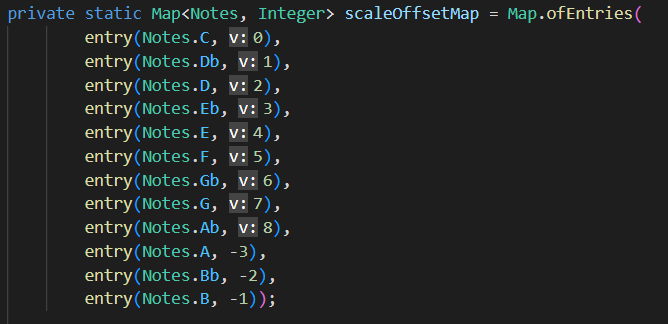 private static Map<Notes, Integer> scaleOffsetMap = Map.ofEntries(
entry(Notes.C, v: 0),
entry(Notes.Db, v: 1),
entry(Notes.D, v: 2),
entry(Notes.Eb, v: 3),
entry(Notes.E, v: 4),
entry(Notes.F, v: 5),
entry(Notes.Gb, v: 6),
entry(Notes.G, v: 7),
entry(Notes.Ab, v: 8),
entry(Notes.A, -3),
entry(Notes.Bb, -2),
entry(Notes.B, -1));